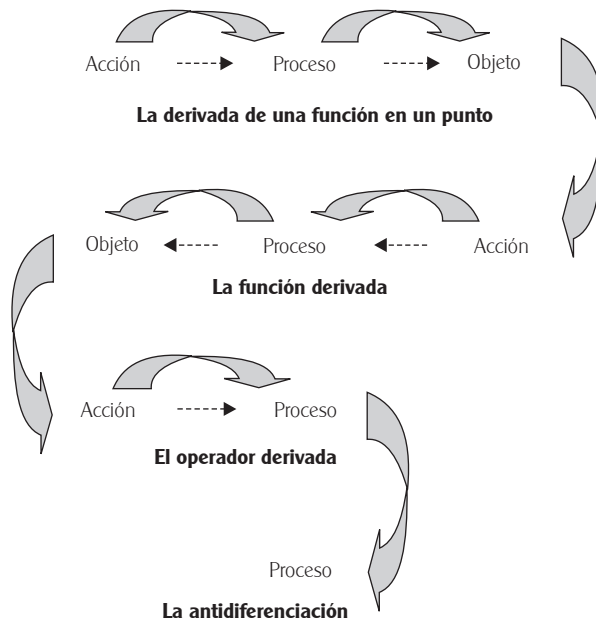 Acción Proceso Objeto
La derivada de una función en un punto
Objeto Proceso Acción
La función derivada
Acción Proceso
El operador derivada
Proceso
La antidiferenciación